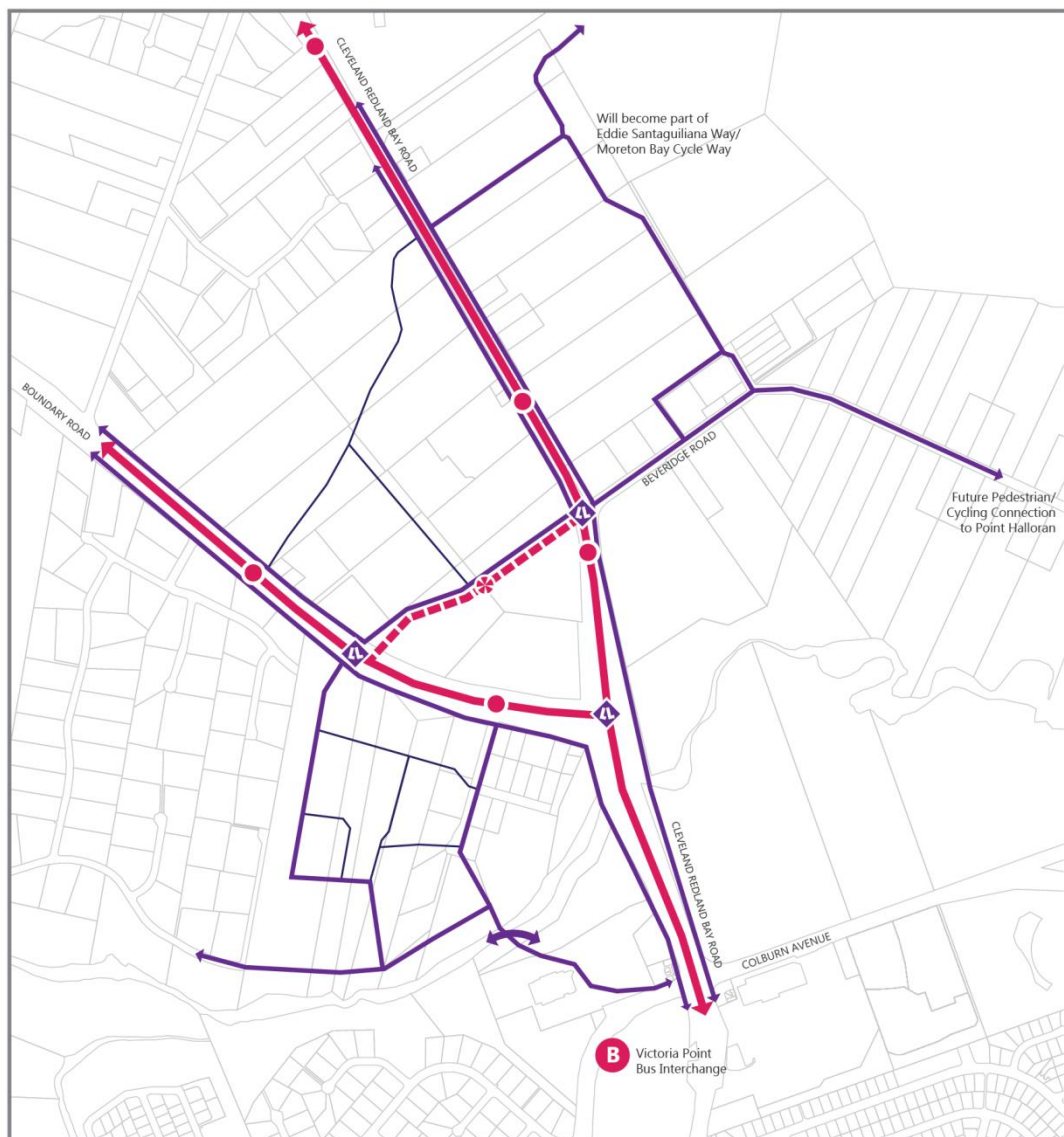 CLEVELAND REDLAND BAY ROAD
Will become part of
Eddie Santaguiliana Way/
Moreton Bay Cycle Way
BOUNDARY ROAD
BEVERIDGE ROAD
Future Pedestrian/
Cycling Connection
to Point Halloran
CLEVELAND REDLAND BAY ROAD
COLBURN AVENUE
B
Victoria Point
Bus Interchange